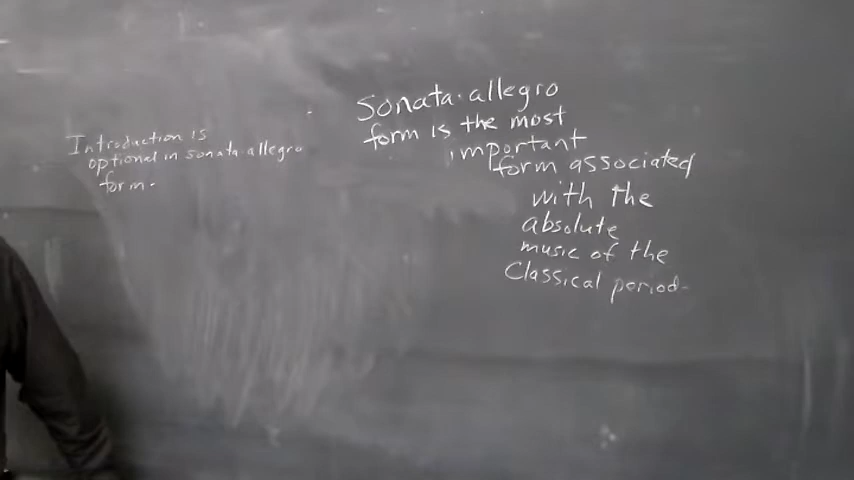 Introduction is
optional in sonata-allegro
form.
Sonata-allegro
form is the most
important
form associated
with the
absolute
music of the
Classical period.